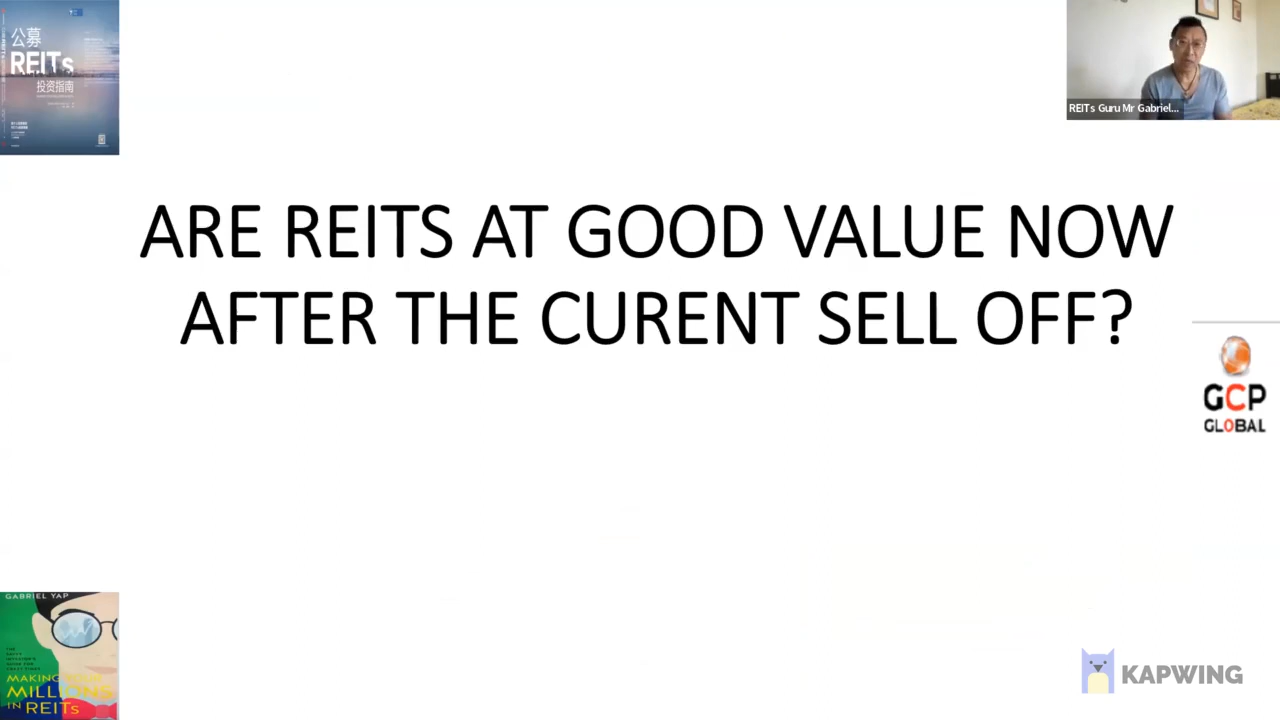 公募
REITs
投资指南
REITs Guru Mr Gabriel...
ARE REITS AT GOOD VALUE NOW
AFTER THE CURENT SELL OFF?
GCP
GLOBAL
GABRIEL YAP
MAKING YOUR
MILLIONS
IN REITs
KAPWING